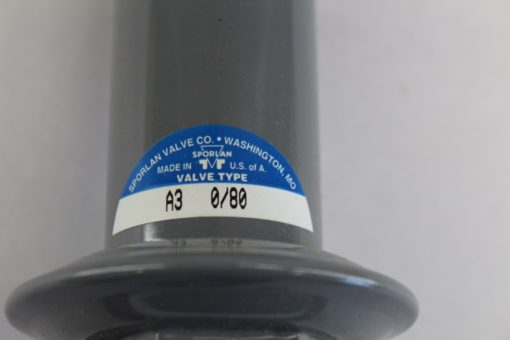 SPORLAN VALVE CO. • WASHINGTON, MO
SPORLAN
MADE IN U.S. of A.
VALVE TYPE
A3 0/80